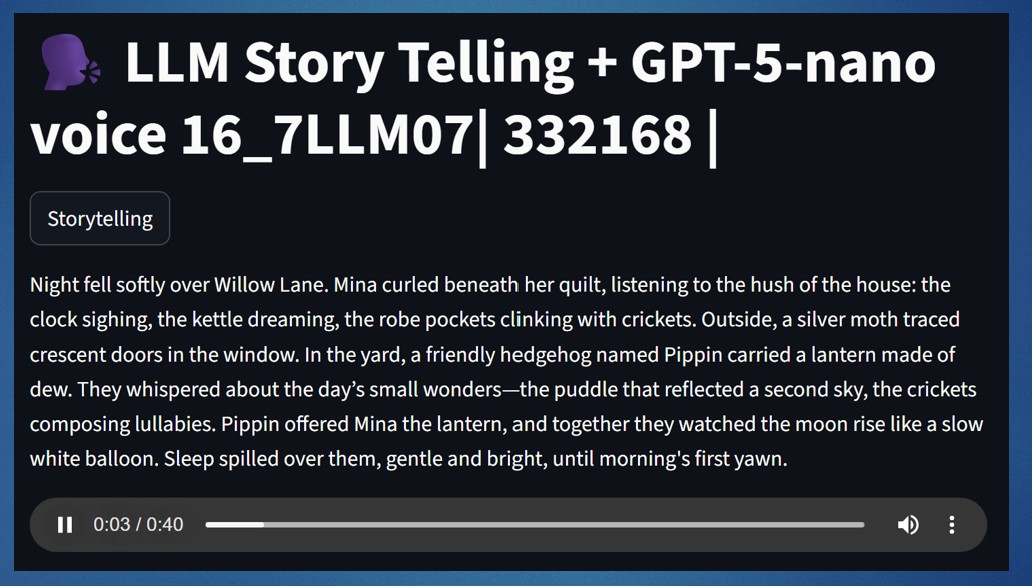 LLM Story Telling + GPT-5-nano
voice 16_7LLM07| 332168 |
Storytelling
Night fell softly over Willow Lane. Mina curled beneath her quilt, listening to the hush of the house: the
clock sighing, the kettle dreaming, the robe pockets clinking with crickets. Outside, a silver moth traced
crescent doors in the window. In the yard, a friendly hedgehog named Pippin carried a lantern made of
dew. They whispered about the day’s small wonders—the puddle that reflected a second sky, the crickets
composing lullabies. Pippin offered Mina the lantern, and together they watched the moon rise like a slow
white balloon. Sleep spilled over them, gentle and bright, until morning's first yawn.
0:03 / 0:40